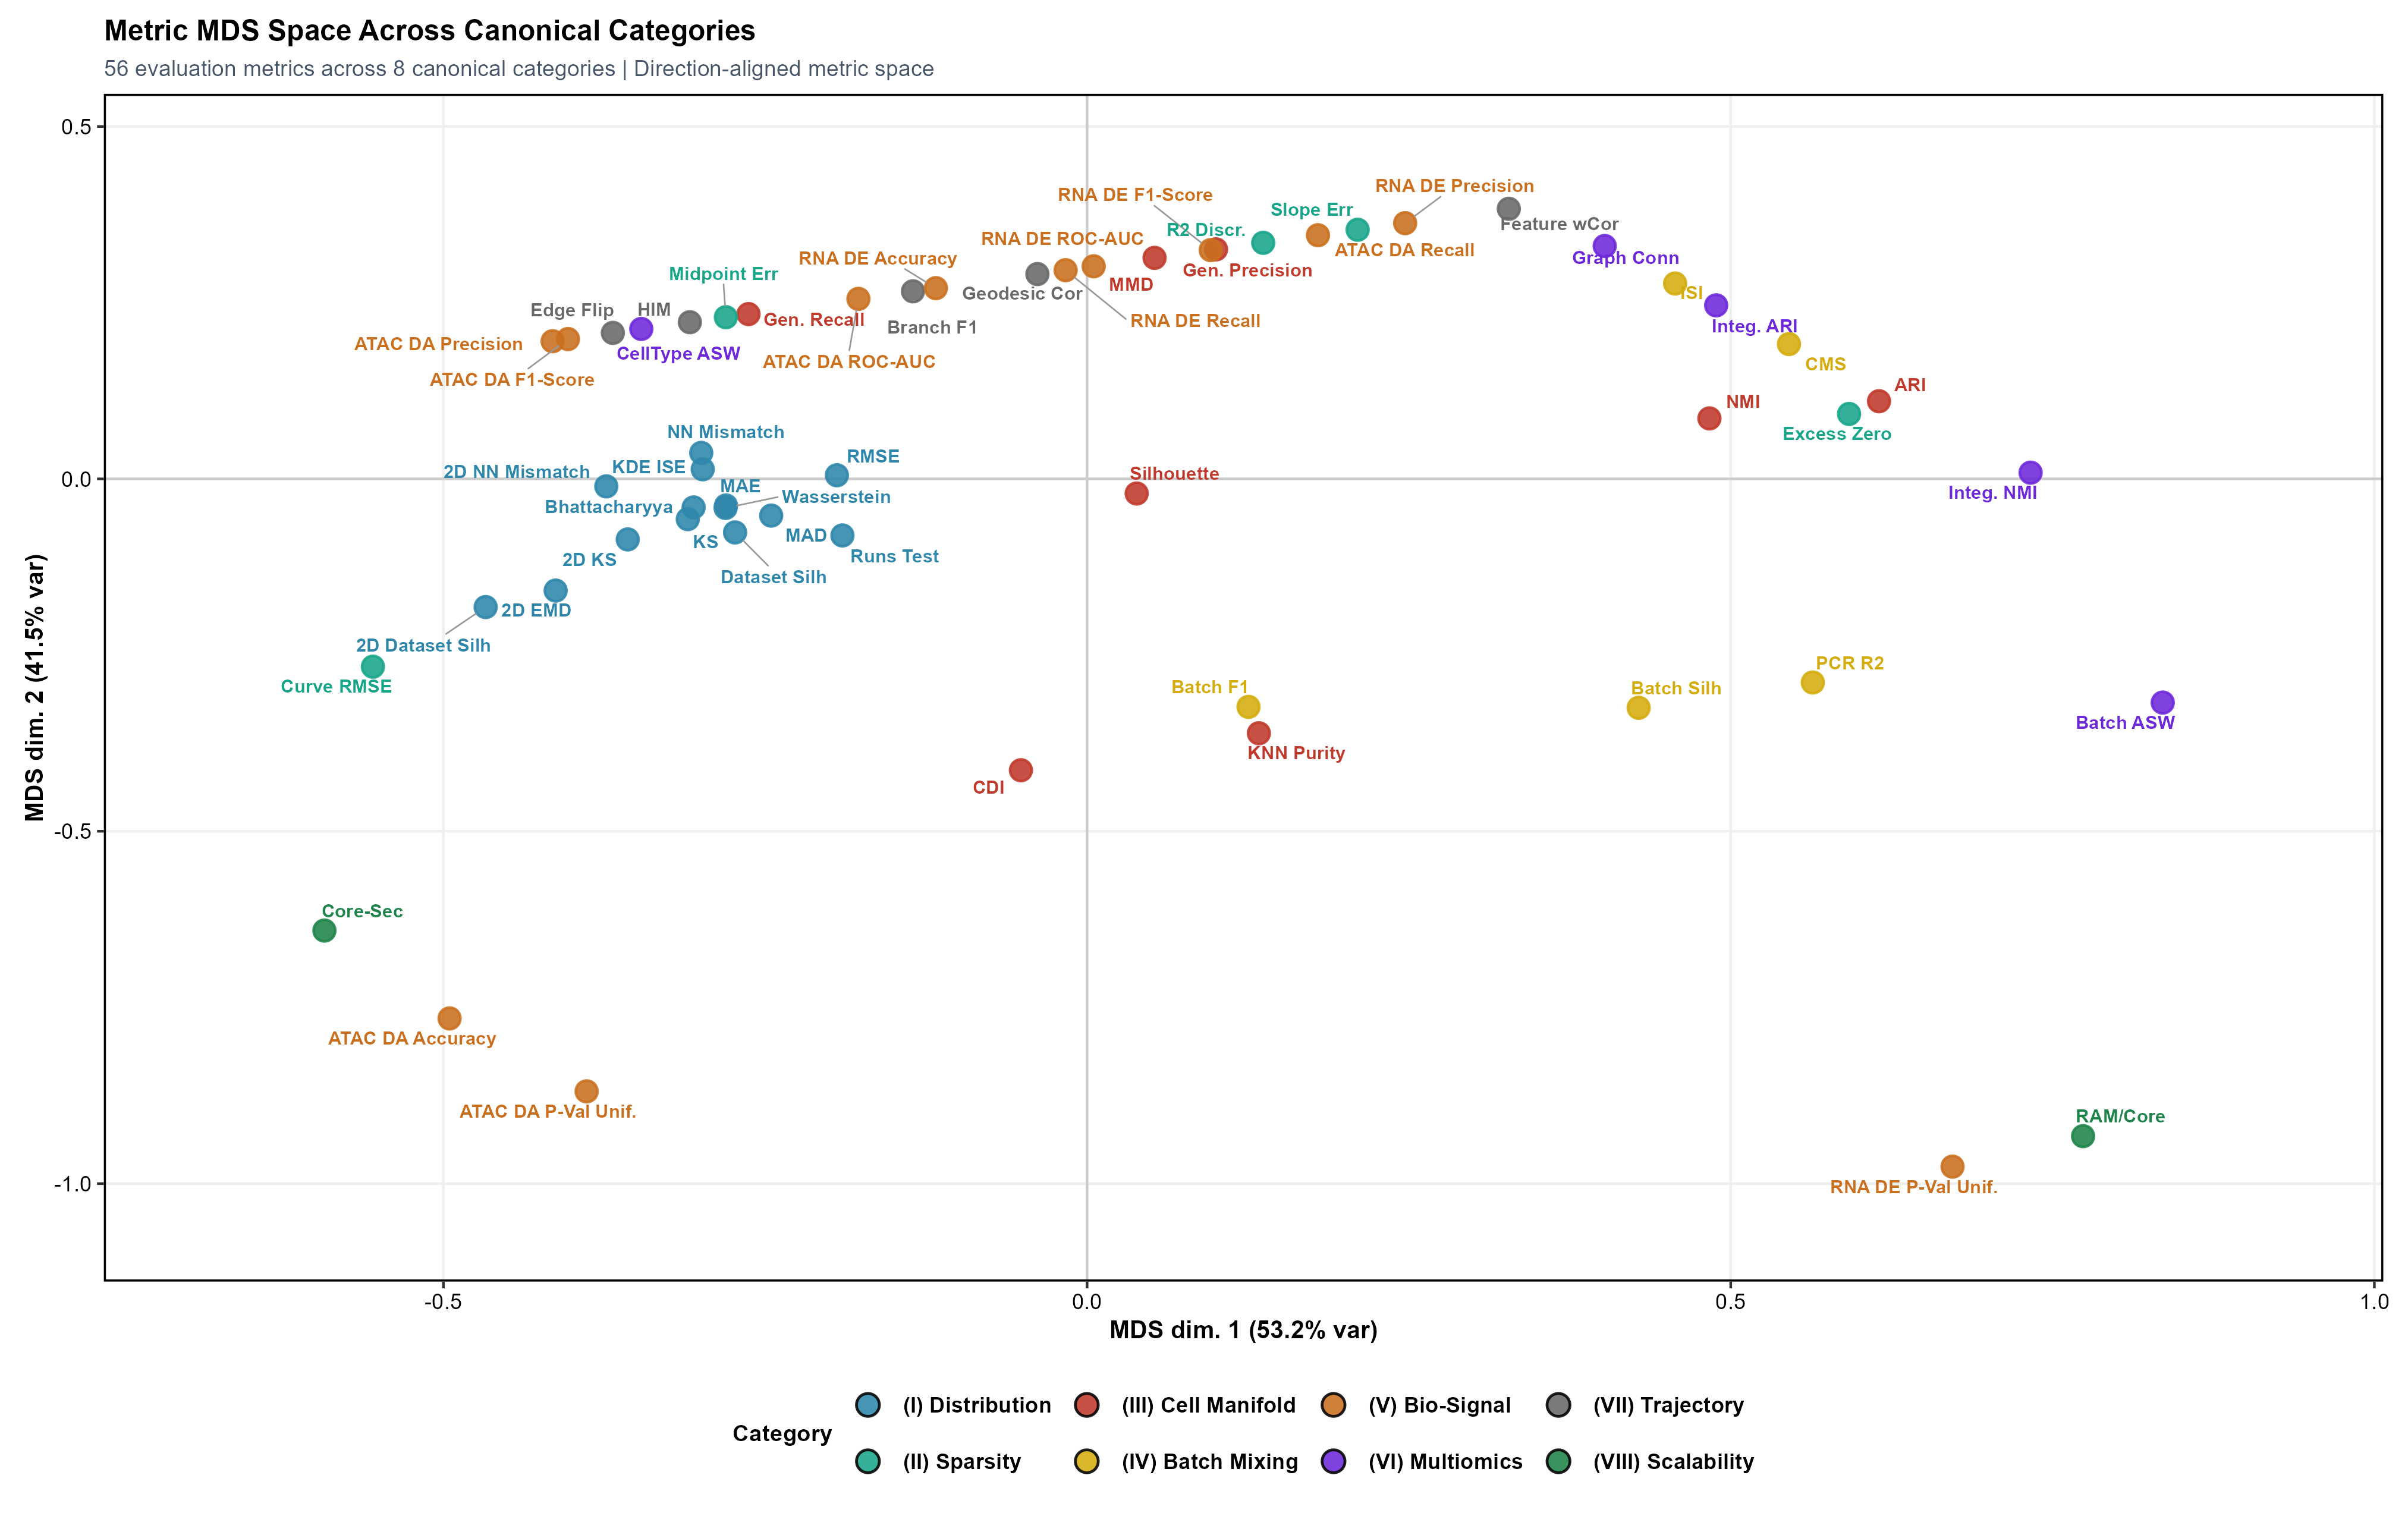 Metric MDS Space Across Canonical Categories
56 evaluation metrics across 8 canonical categories | Direction-aligned metric space
0.5
0.0
-0.5
-1.0
MDS dim. 2 (41.5% var)
RNA DE Precision
RNA DE F1-Score
Slope Err
Feature wCor
R2 Discr.
RNA DE ROC-AUC
ATAC DA Recall
RNA DE Accuracy
Graph Conn
Midpoint Err
Gen. Precision
MMD
Geodesic Cor
ISI
Edge Flip
HIM
Gen. Recall
Branch F1
RNA DE Recall
Integ. ARI
ATAC DA Precision
CellType ASW
ATAC DA ROC-AUC
CMS
ATAC DA F1-Score
ARI
NMI
NN Mismatch
Excess Zero
RMSE
2D NN Mismatch
KDE ISE
Silhouette
MAE
Wasserstein
Integ. NMI
Bhattacharyya
MAD
KS
Runs Test
2D KS
Dataset Silh
2D EMD
2D Dataset Silh
PCR R2
Curve RMSE
Batch F1
Batch Silh
Batch ASW
KNN Purity
CDI
Core-Sec
ATAC DA Accuracy
ATAC DA P-Val Unif.
RAM/Core
RNA DE P-Val Unif.
-0.5
0.0
0.5
1.0
MDS dim. 1 (53.2% var)
Category
(I) Distribution
(III) Cell Manifold
(V) Bio-Signal
(VII) Trajectory
(II) Sparsity
(IV) Batch Mixing
(VI) Multiomics
(VIII) Scalability